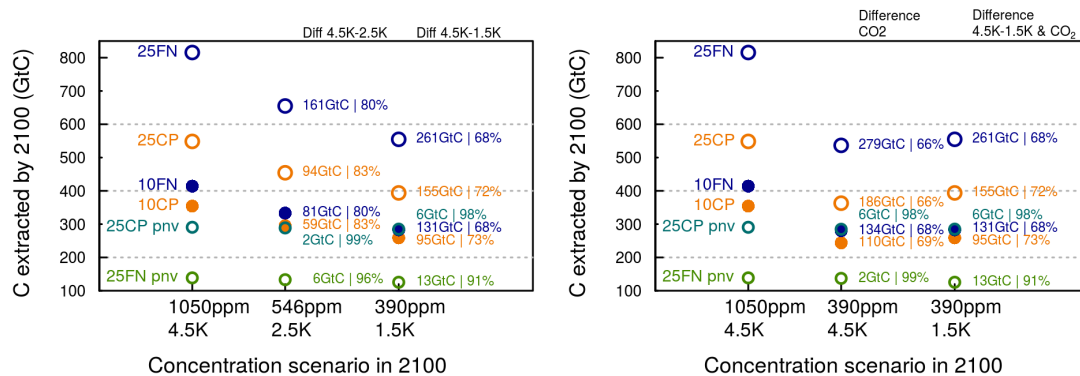 Diff 4.5K-2.5K
Diff 4.5K-1.5K
C extracted by 2100 (GtC)
800
700
600
500
400
300
200
100
25FN
25CP
10FN
10CP
25CP pnv
25FN pnv
161GtC | 80%
94GtC | 83%
81GtC | 80%
59GtC | 83%
2GtC | 99%
6GtC | 96%
261GtC | 68%
155GtC | 72%
6GtC | 98%
131GtC | 68%
95GtC | 73%
13GtC | 91%
1050ppm
4.5K
546ppm
2.5K
390ppm
1.5K
Concentration scenario in 2100
Difference
CO2
Difference
4.5K-1.5K & CO₂
C extracted by 2100 (GtC)
800
700
600
500
400
300
200
100
25FN
25CP
10FN
10CP
25CP pnv
25FN pnv
279GtC | 66%
186GtC | 66%
6GtC | 98%
134GtC | 68%
110GtC | 69%
2GtC | 99%
261GtC | 68%
155GtC | 72%
6GtC | 98%
131GtC | 68%
95GtC | 73%
13GtC | 91%
1050ppm
4.5K
390ppm
4.5K
390ppm
1.5K
Concentration scenario in 2100